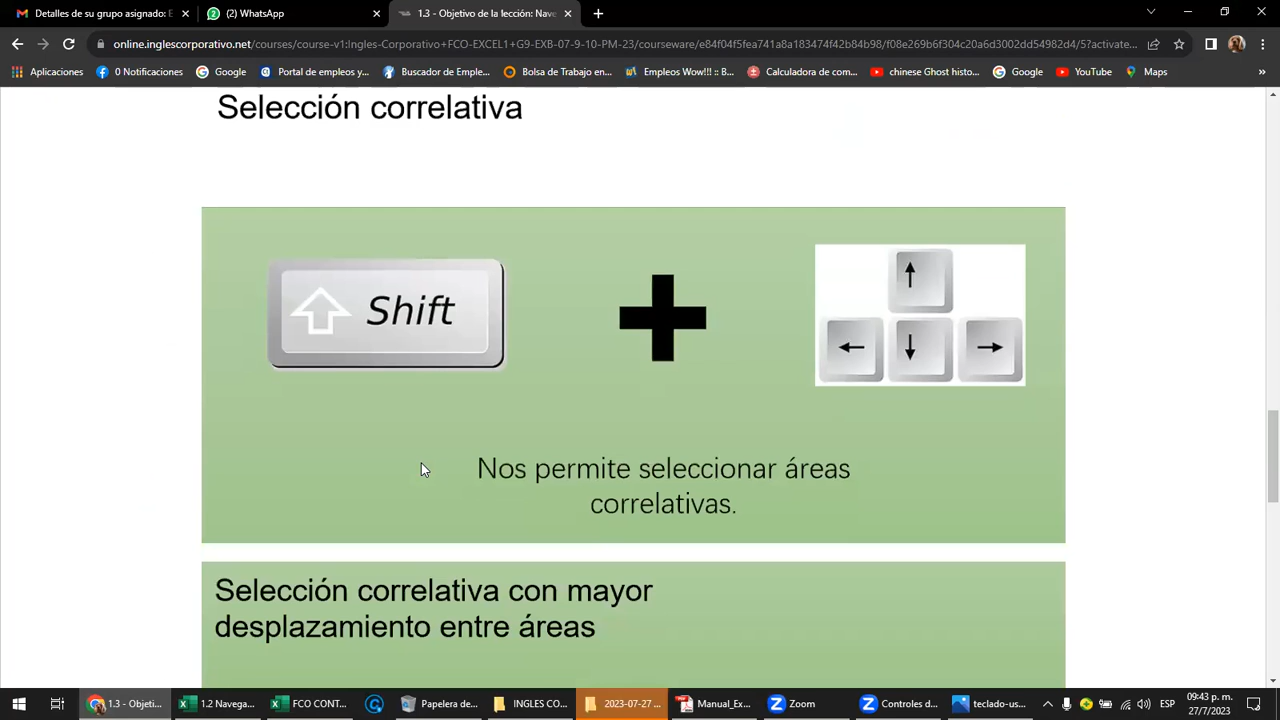 Detalles de su grupo asignado: E
(2) WhatsApp
1.3 - Objetivo de la lección: Nave
online.inglescorporativo.net/courses/course-v1:Ingles-Corporativo+FCO-EXCEL1+G9-EXB-07-9-10-PM-23/courseware/e84f04f5fea741a8a183474f42b84b98/f08e269b6f304c20a6d3002dd54982d4/5?activate...
Aplicaciones
0 Notificaciones
Google
Portal de empleos y...
Buscador de Emple...
Bolsa de Trabajo en...
Empleos Wow!!! :: B...
Calculadora de com...
chinese Ghost histo...
Google
YouTube
Maps
Selección correlativa
Shift
Nos permite seleccionar áreas
correlativas.
Selección correlativa con mayor
desplazamiento entre áreas
1.3 - Objeti...
1.2 Navega...
FCO CONT...
Papelera de...
INGLES CO...
2023-07-27 ...
Manual_Ex...
Zoom
Controles d...
teclado-us...
ESP
09:43 p. m.
27/7/2023